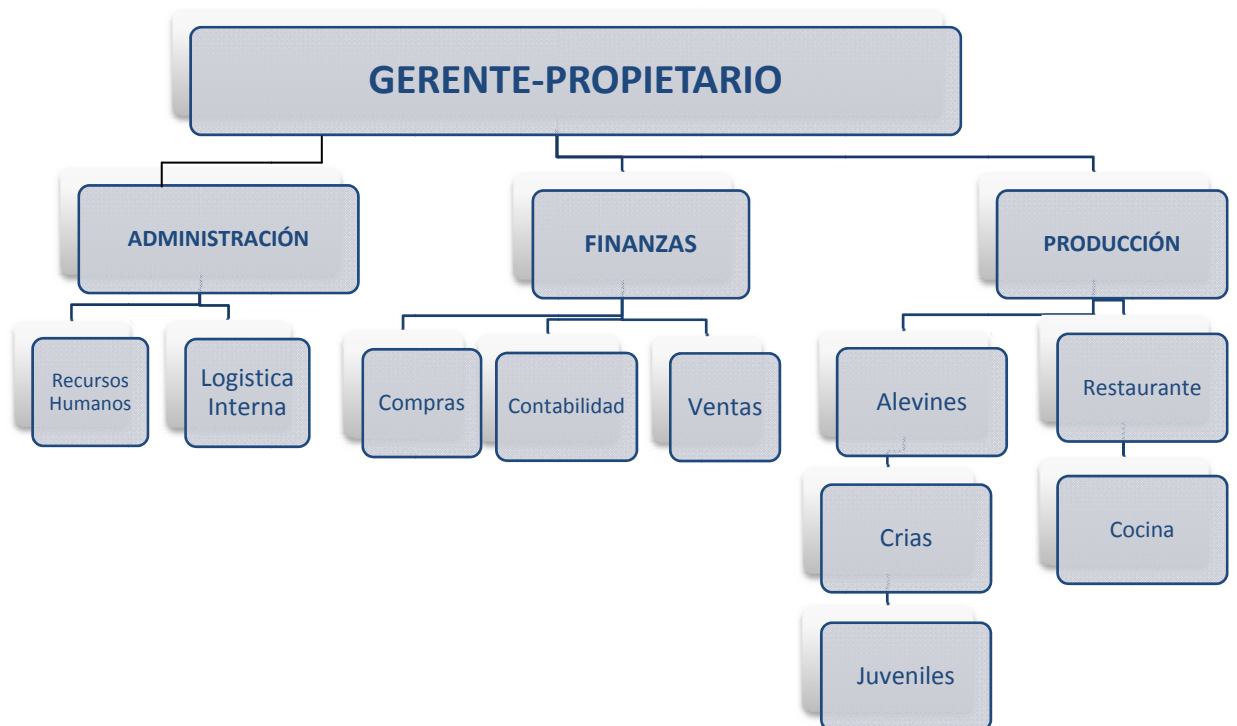 GERENTE-PROPIETARIO
ADMINISTRACIÓN
FINANZAS
PRODUCCIÓN
Recursos
Humanos
Logistica
Interna
Compras
Contabilidad
Ventas
Alevines
Restaurante
Crias
Cocina
Juveniles